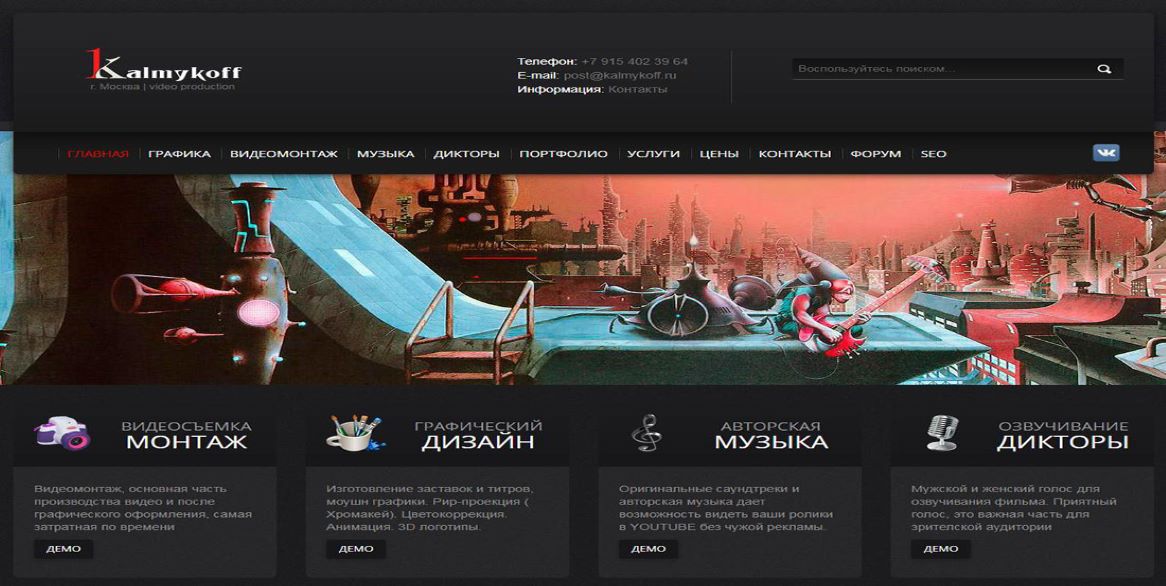 Kalmykoff
г. Москва | video production
Телефон: +7 915 402 39 64
E-mail: post@kalmykoff.ru
Информация: Контакты
Воспользуйтесь поиском...
ГЛАВНАЯ ГРАФИКА ВИДЕОМОНТАЖ МУЗЫКА ДИКТОРЫ ПОРТФОЛИО УСЛУГИ ЦЕНЫ КОНТАКТЫ ФОРУМ SEO
ВИДЕОСЪЕМКА
МОНТАЖ
Видеомонтаж, основная часть
производства видео и после
графического оформления, самая
затратная по времени
ДЕМО
ГРАФИЧЕСКИЙ
ДИЗАЙН
Изготовление заставок и титров,
моушн графики. Рир-проекция (
Хромакей). Цветокоррекция.
Анимация. 3D логотипы.
ДЕМО
АВТОРСКАЯ
МУЗЫКА
Оригинальные саундтреки и
авторская музыка дает
возможность видеть ваши ролики
в YOUTUBE без чужой рекламы.
ДЕМО
ОЗВУЧИВАНИЕ
ДИКТОРЫ
Мужской и женский голос для
озвучивания фильма. Приятный
голос, это важная часть для
зрителской аудитории
ДЕМО